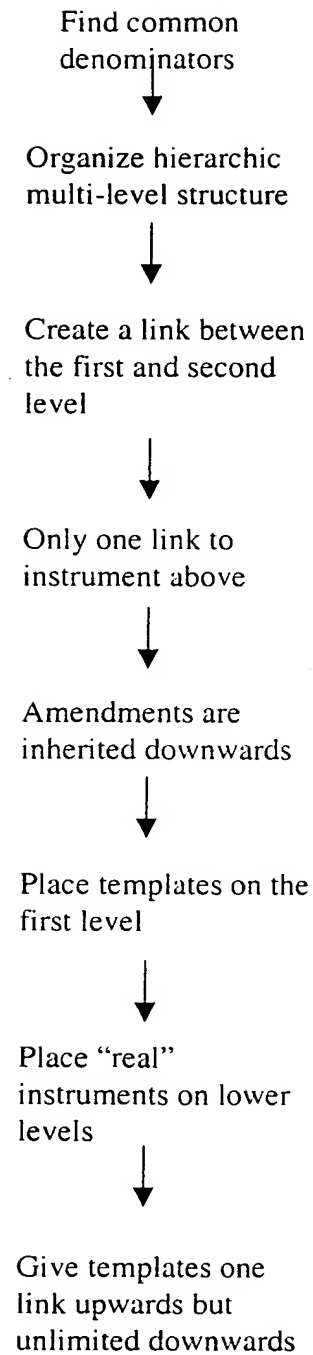 Find common
denominators
Organize hierarchic
multi-level structure
Create a link between
the first and second
level
Only one link to
instrument above
Amendments are
inherited downwards
Place templates on the
first level
Place “real”
instruments on lower
levels
Give templates one
link upwards but
unlimited downwards